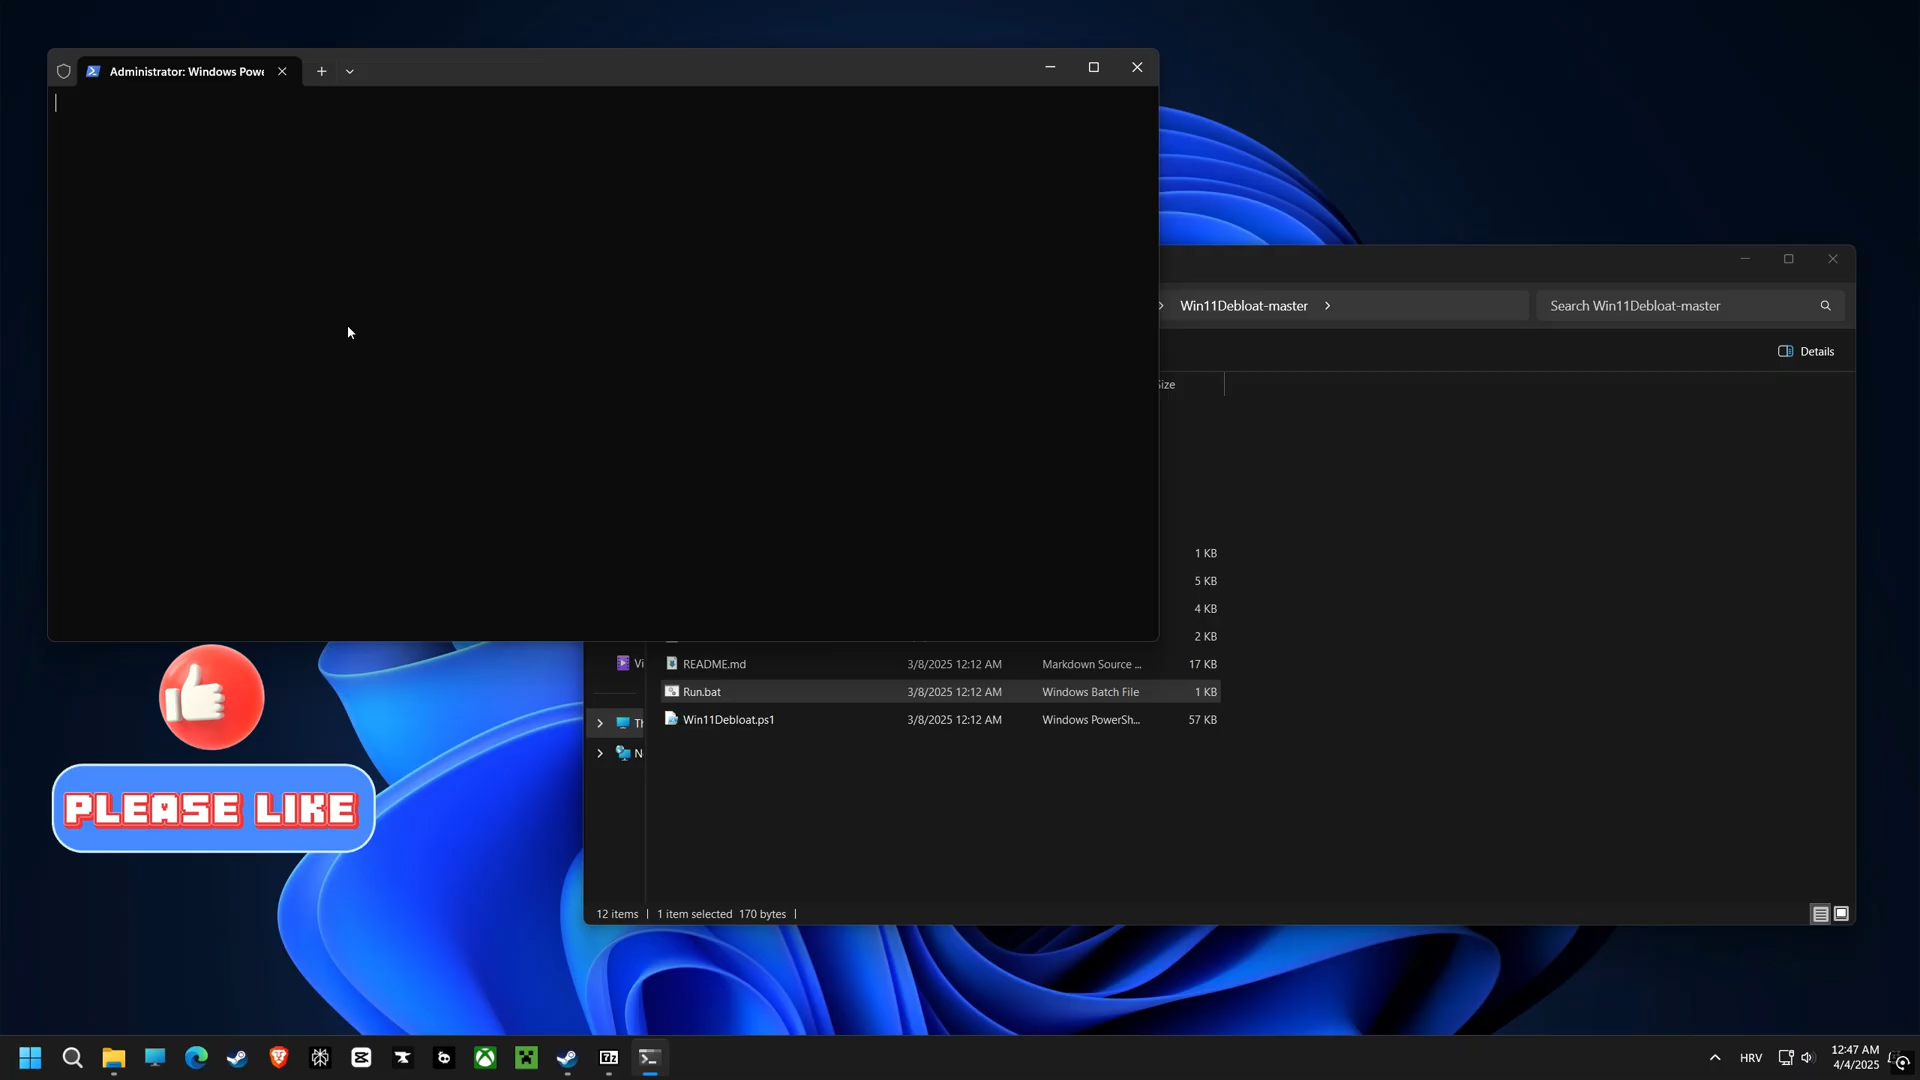 Administrator: Windows Powe
Win11Debloat-master
Search Win11Debloat-master
Details
Size
1 KB
5 KB
4 KB
2 KB
Vi
README.md 3/8/2025 12:12 AM Markdown Source ... 17 KB
Run.bat 3/8/2025 12:12 AM Windows Batch File 1 KB
Th
Win11Debloat.ps1 3/8/2025 12:12 AM Windows PowerSh... 57 KB
N
PLEASE LIKE
12 items 1 item selected 170 bytes
7z
HRV
12:47 AM
4/4/2025